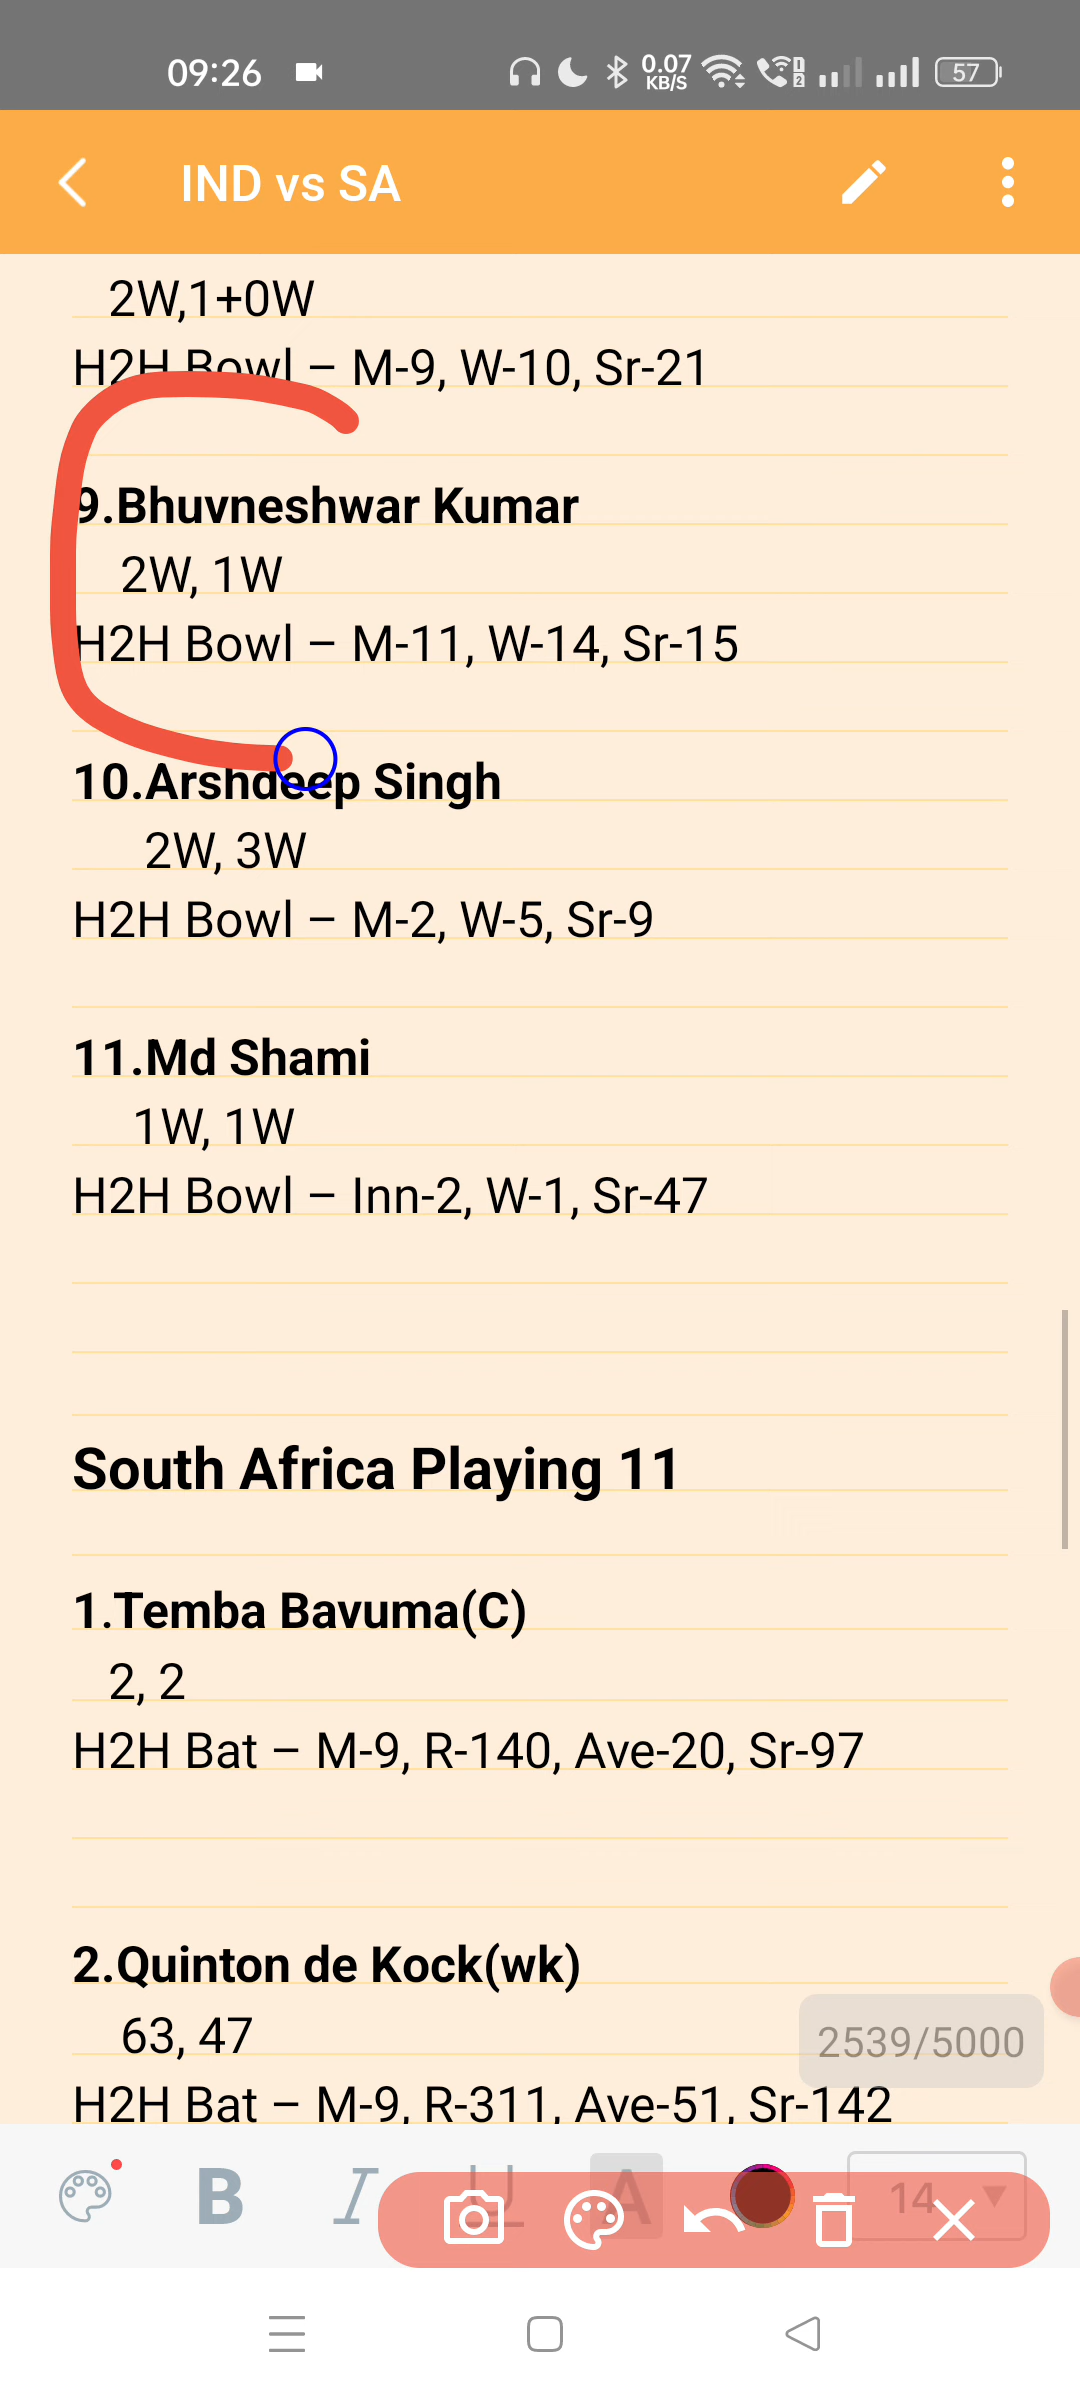 09:26
0.07
KB/S
1
2
57
IND vs SA
2W,1+0W
H2H Bowl – M-9, W-10, Sr-21
9.Bhuvneshwar Kumar
2W, 1W
H2H Bowl – M-11, W-14, Sr-15
10.Arshdeep Singh
2W, 3W
H2H Bowl – M-2, W-5, Sr-9
11.Md Shami
1W, 1W
H2H Bowl – Inn-2, W-1, Sr-47
South Africa Playing 11
1.Temba Bavuma(C)
2, 2
H2H Bat – M-9, R-140, Ave-20, Sr-97
2.Quinton de Kock(wk)
63, 47
2539/5000
H2H Bat – M-9, R-311, Ave-51, Sr-142
B I U A 14